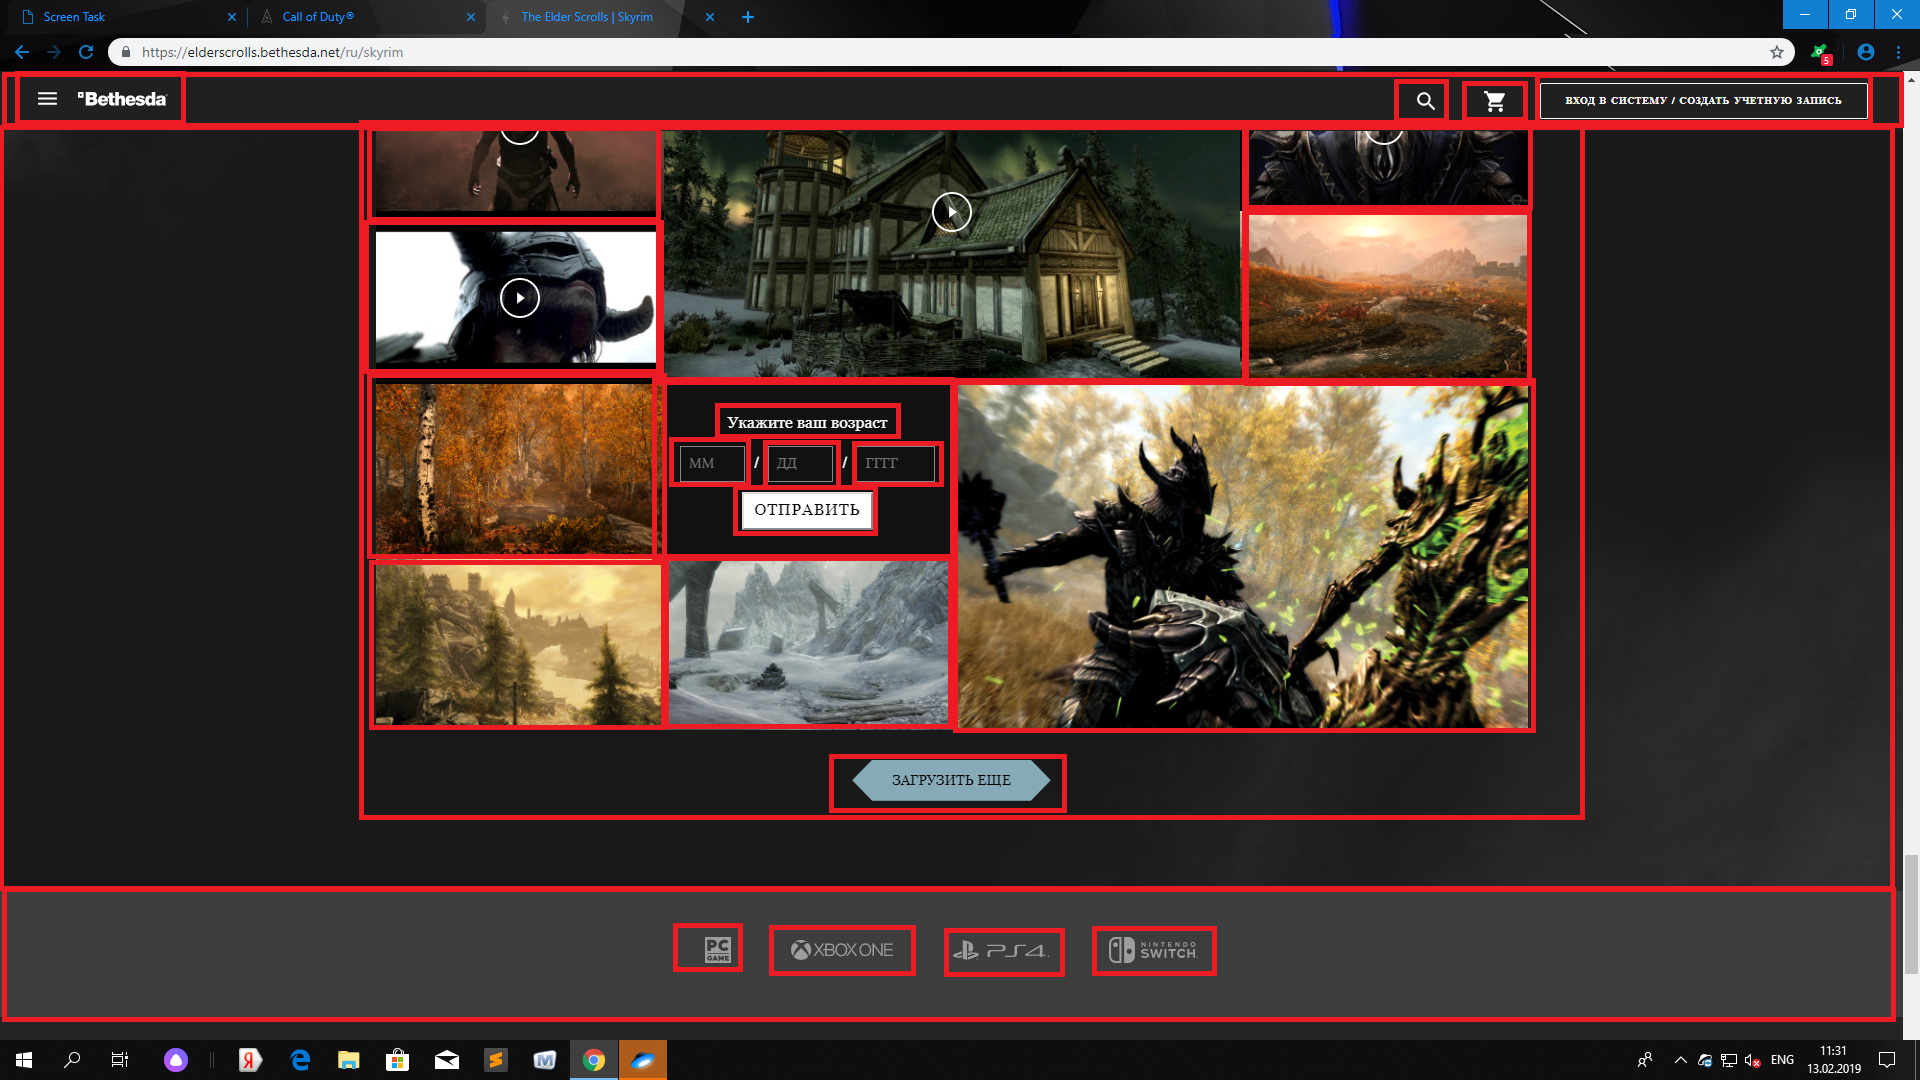 Screen Task
Call of Duty®
The Elder Scrolls | Skyrim
https://elderscrolls.bethesda.net/ru/skyrim
5
Bethesda
ВХОД В СИСТЕМУ / СОЗДАТЬ УЧЕТНУЮ ЗАПИСЬ
Укажите ваш возраст
ММ / ДД / ГГГГ
ОТПРАВИТЬ
ЗАГРУЗИТЬ ЕЩЕ
PC GAME
XBOX ONE
PS4
NINTENDO SWITCH
ENG
11:31
13.02.2019